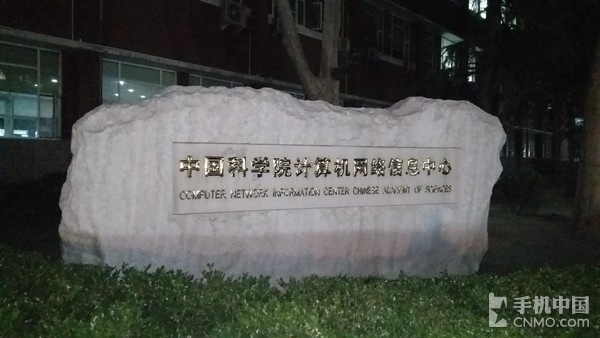 中国科学院计算机网络信息中心
COMPUTER NETWORK INFORMATION CENTER CHINESE ACADEMY OF SCIENCES
手机中国
CNMO.COM